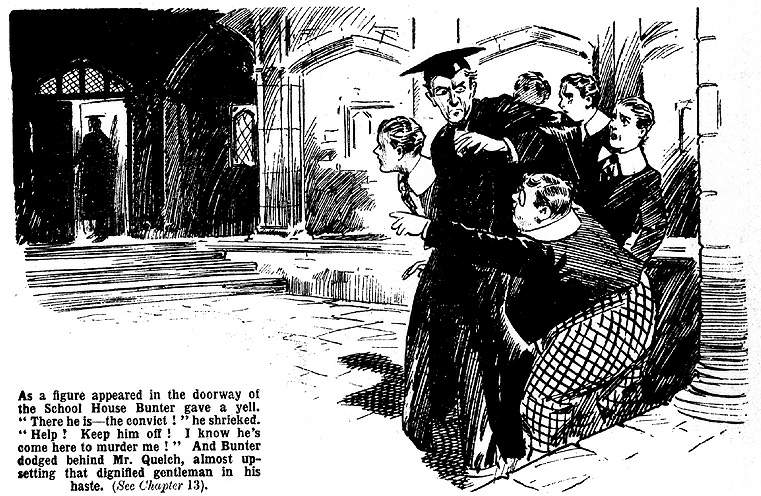 As a figure appeared in the doorway of
the School House Bunter gave a yell.
“ There he is—the convict ! ” he shrieked.
“ Help ! Keep him off ! I know he’s
come here to murder me ! ” And Bunter
dodged behind Mr. Quelch, almost up-
setting that dignified gentleman in his
haste. (See Chapter 13).